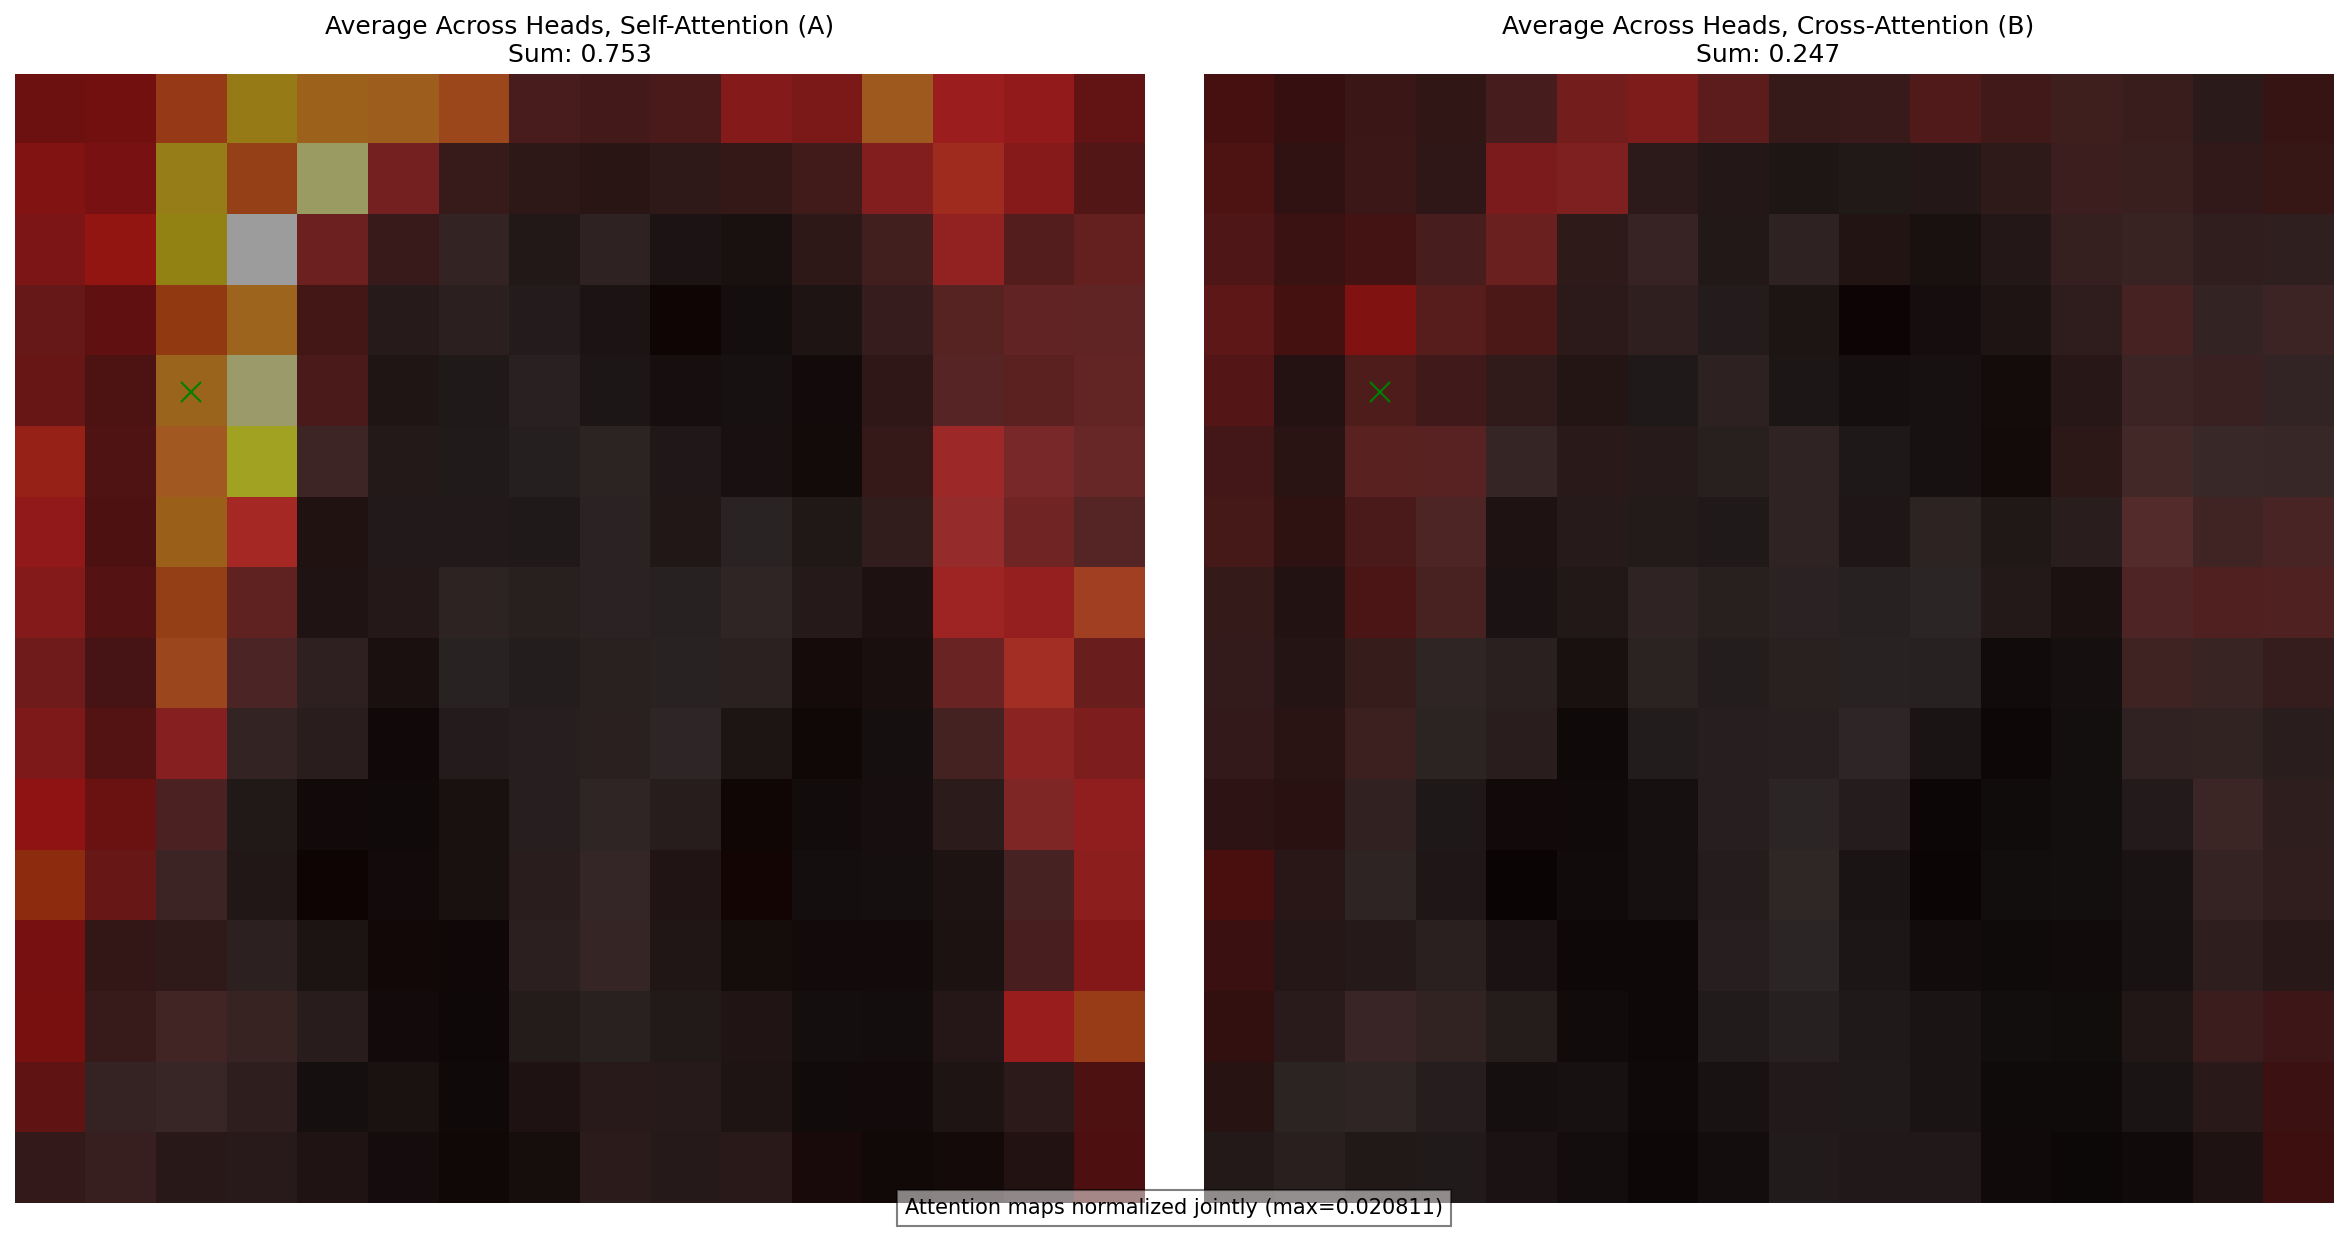 Average Across Heads, Self-Attention (A)
Sum: 0.753
Average Across Heads, Cross-Attention (B)
Sum: 0.247
Attention maps normalized jointly (max=0.020811)